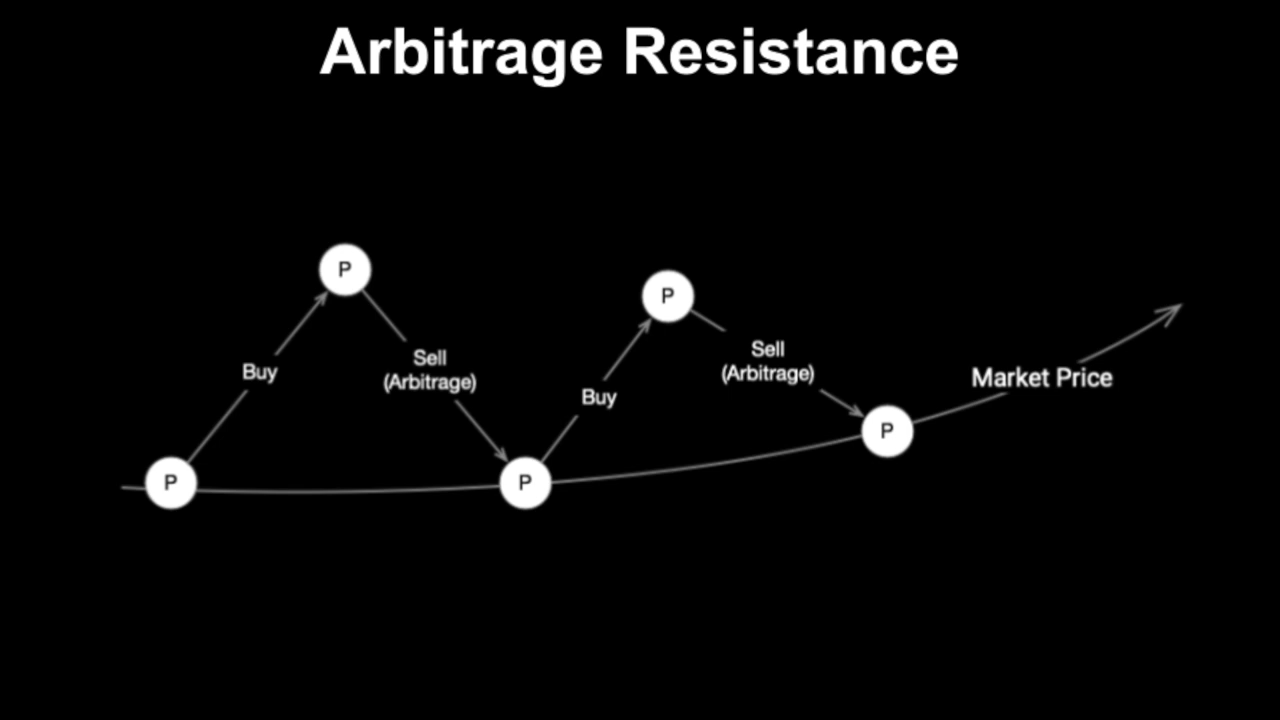 Arbitrage Resistance
P
P
Buy
Sell
(Arbitrage)
Buy
Sell
(Arbitrage)
Market Price
P
P
P